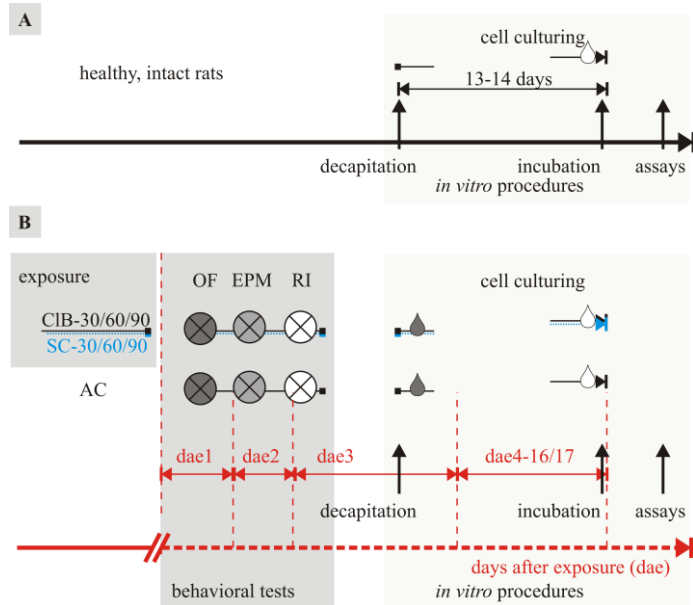 A
cell culturing
healthy, intact rats
13-14 days
decapitation
incubation
assays
in vitro procedures
B
exposure
OF
EPM
RI
cell culturing
ClB-30/60/90
SC-30/60/90
AC
dae1
dae2
dae3
dae4-16/17
decapitation
incubation
assays
days after exposure (dae)
behavioral tests
in vitro procedures